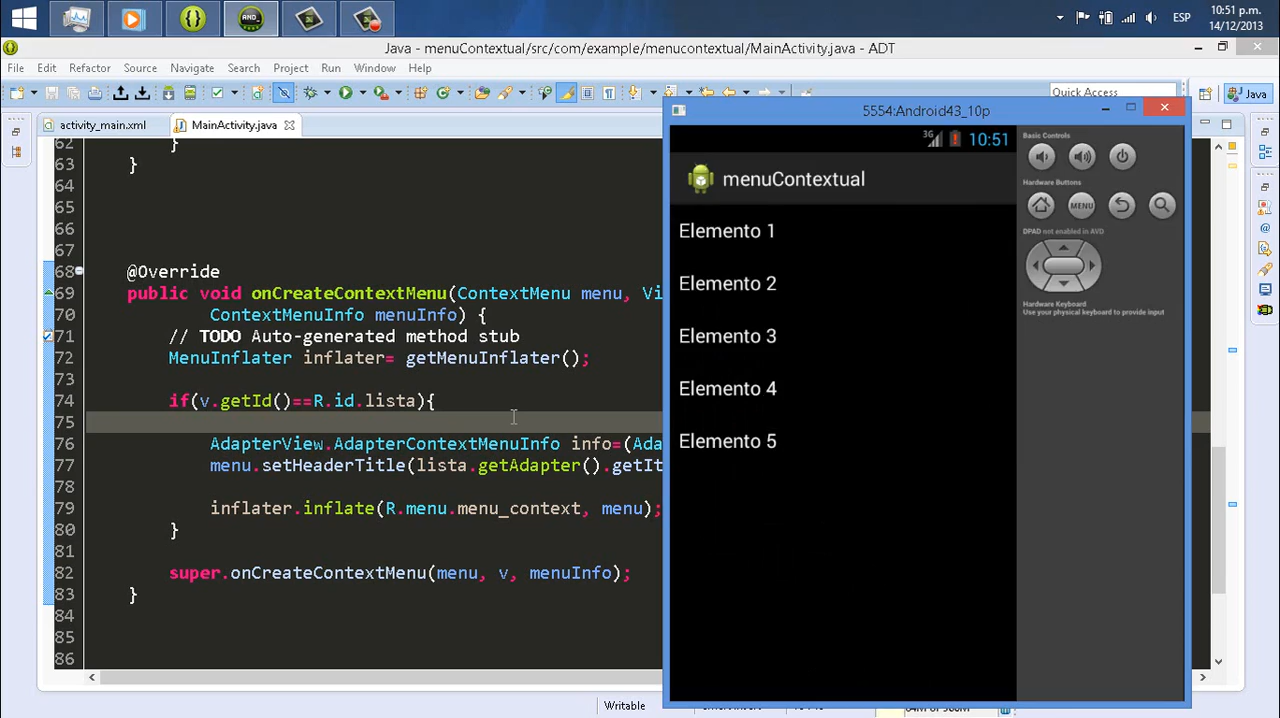 AND_
10:51 p.m.
ESP
14/12/2013
Java - menuContextual/src/com/example/menucontextual/MainActivity.java - ADT
File Edit Refactor Source Navigate Search Project Run Window Help
Quick Access
Java
activity_main.xml
MainActivity.java
62 }
63 }
64
65
66
67
68 @Override
69 public void onCreateContextMenu(ContextMenu menu, Vi
70 ContextMenuInfo menuInfo) {
71 // TODO Auto-generated method stub
72 MenuInflater inflater= getMenuInflater();
73
74 if(v.getId()==R.id.lista){
75
76 AdapterView.AdapterContextMenuInfo info=(Ada
77 menu.setHeaderTitle(lista.getAdapter().getIt
78
79 inflater.inflate(R.menu.menu_context, menu);
80 }
81
82 super.onCreateContextMenu(menu, v, menuInfo);
83 }
84
85
86
Writable
5554:Android43_10p
3G
10:51
menuContextual
Elemento 1
Elemento 2
Elemento 3
Elemento 4
Elemento 5
Basic Controls
Hardware Buttons
MENU
DPAD not enabled in AVD
Hardware Keyboard
Use your physical keyboard to provide input